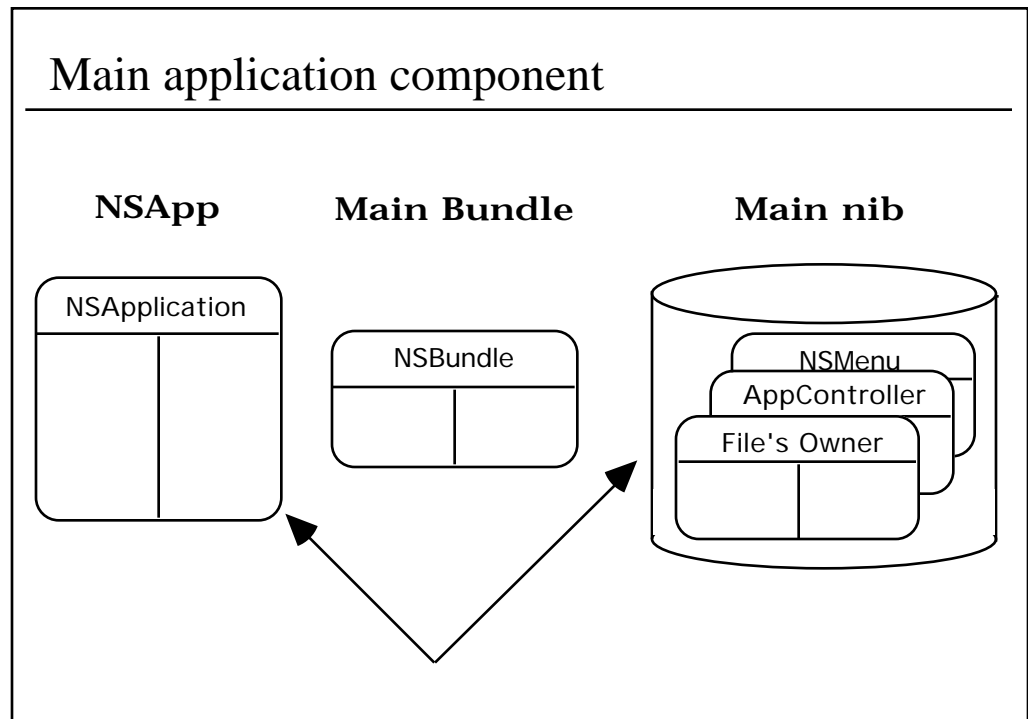 Main application component
NSApp
Main Bundle
Main nib
NSApplication
NSBundle
NSMenu
AppController
File's Owner